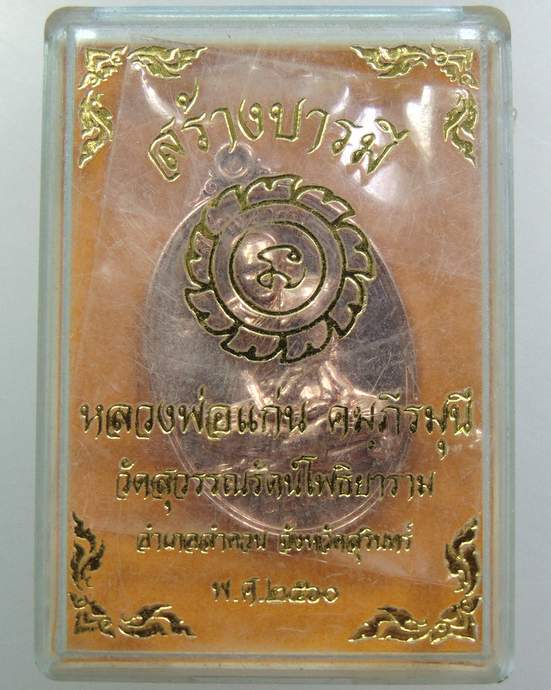 สร้างบารมี
หลวงพ่อแก่น คมฺภีรมุนี
วัดสุวรรณรัตน์โพธิยาราม
อำเภอลำดวน จังหวัดสุรินทร์
พ.ศ.๒๕๖๐